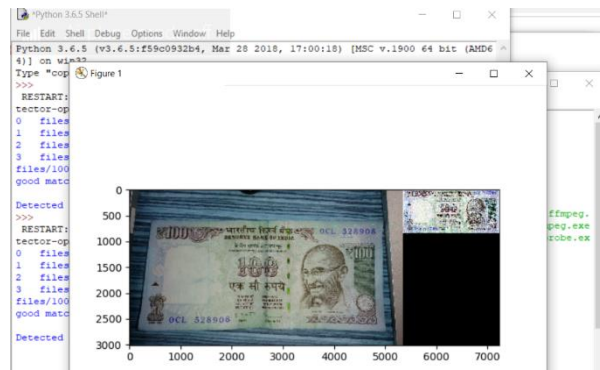 *Python 3.6.5 Shell*
File Edit Shell Debug Options Window Help
Python 3.6.5 (v3.6.5:f59c0932b4, Mar 28 2018, 17:00:18) [MSC v.1900 64 bit (AMD6
4)] on win32
Type "cop
>>>
RESTART:
tector-op
0 files
1 files
2 files
3 files
files/100
good matc
Detected
>>>
RESTART:
tector-op
0 files
1 files
2 files
3 files
files/100
good matc
Detected
Figure 1
0
500
1000
1500
2000
2500
3000
0 1000 2000 3000 4000 5000 6000 7000
भारतीय रिज़र्व बैंक
RESERVE BANK OF INDIA
0CL 528908
₹100
100
एक सौ रुपये
0CL 528908
ffmpeg.
peg.exe
robe.ex